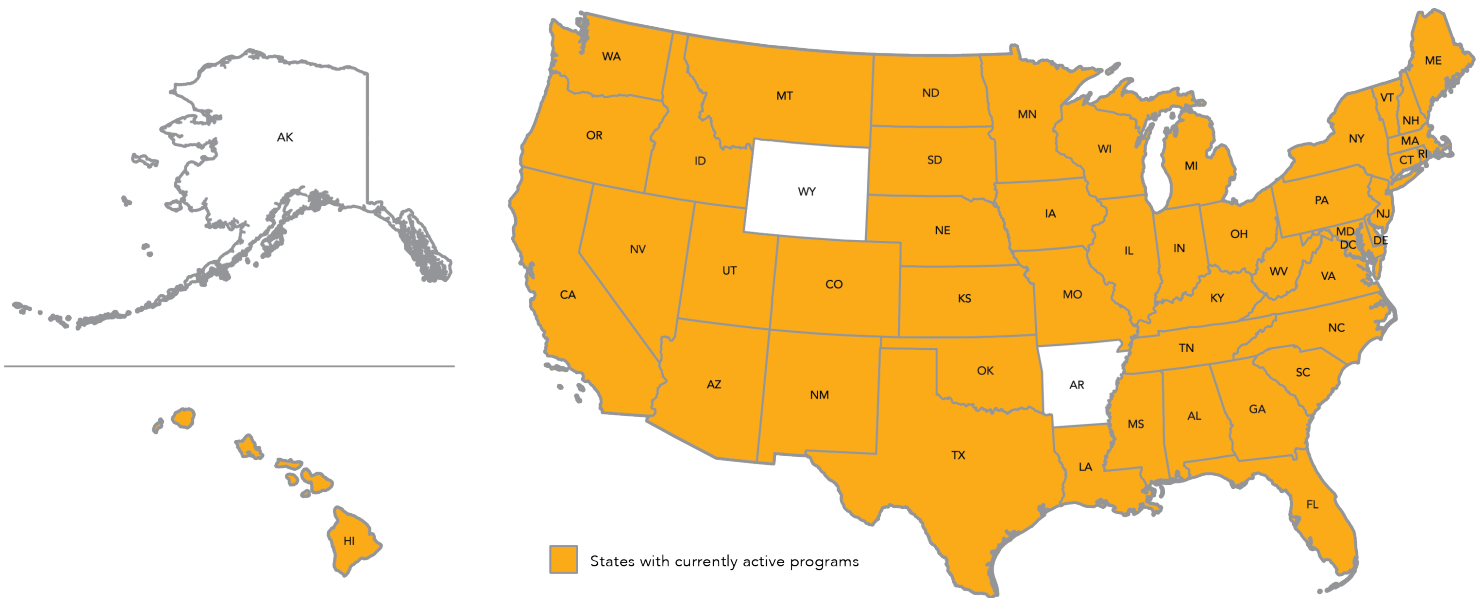 AK
HI
WA
OR
CA
ID
NV
MT
WY
UT
AZ
CO
NM
ND
SD
NE
KS
OK
TX
MN
IA
MO
AR
LA
WI
IL
MI
IN
OH
KY
TN
MS
AL
GA
FL
SC
NC
VA
WV
PA
NY
VT
NH
ME
MA
CT
RI
NJ
DE
MD
DC
States with currently active programs